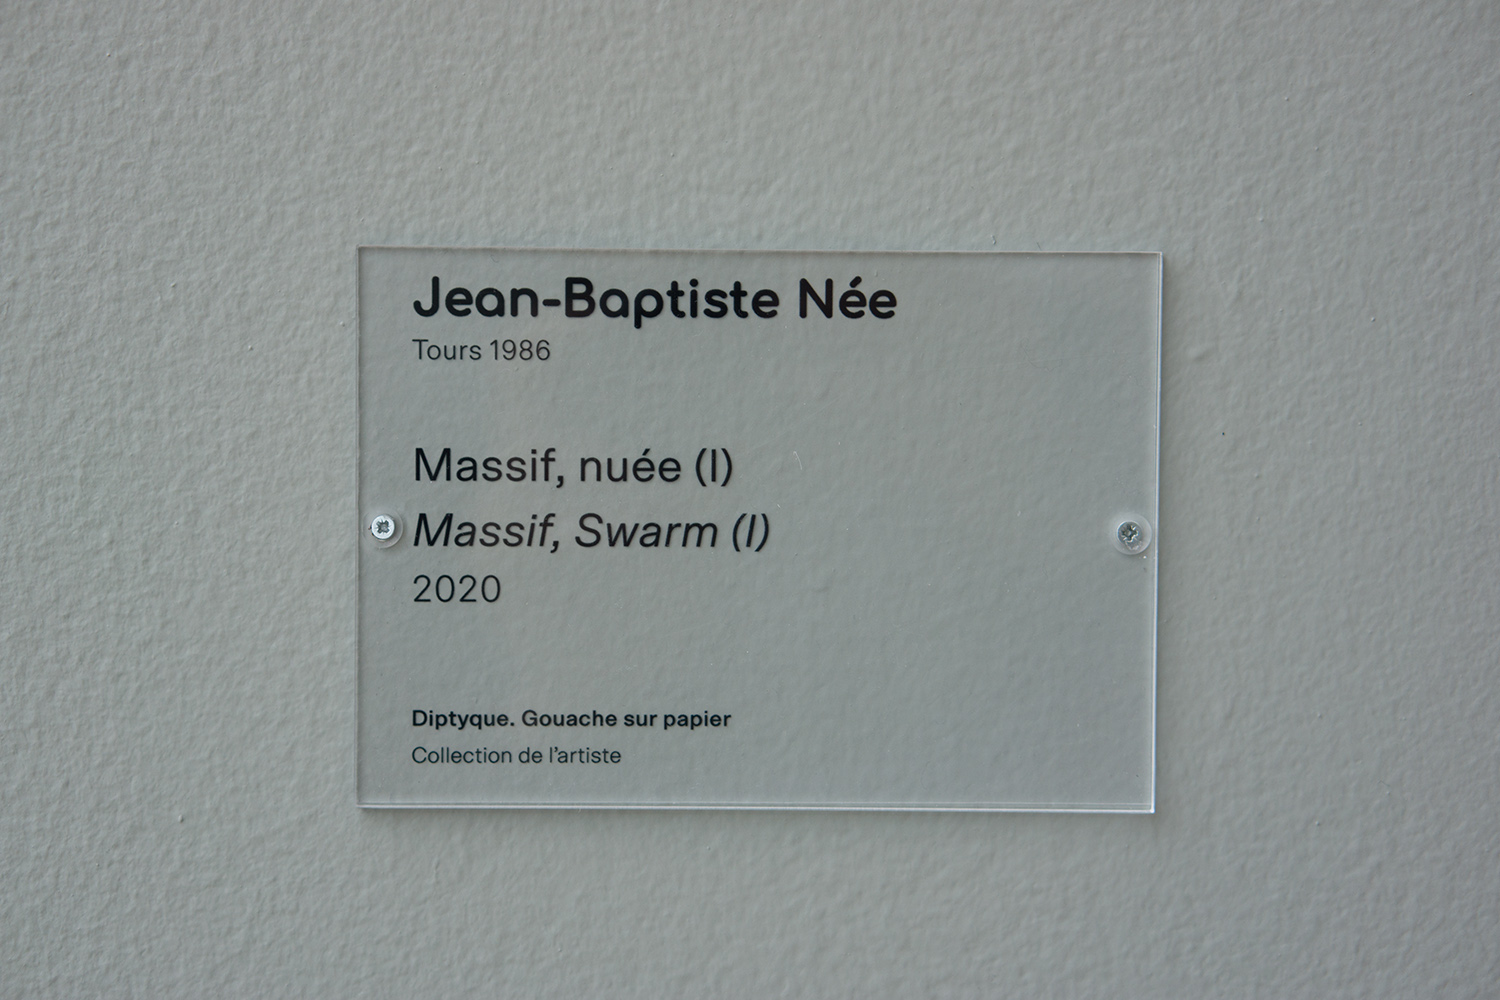 Jean-Baptiste Née
Tours 1986
Massif, nuée (I)
Massif, Swarm (I)
2020
Diptyque. Gouache sur papier
Collection de l’artiste